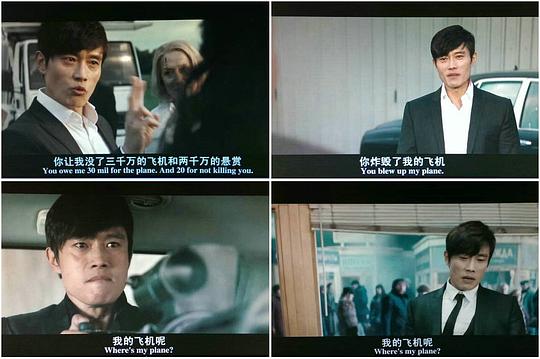 你让我没了三千万的飞机和两千万的悬赏
You owe me 30 mil for the plane. And 20 for not killing you.
你炸毁了我的飞机
You blew up my plane.
我的飞机呢
Where's my plane?
我的飞机呢
Where's my plane?